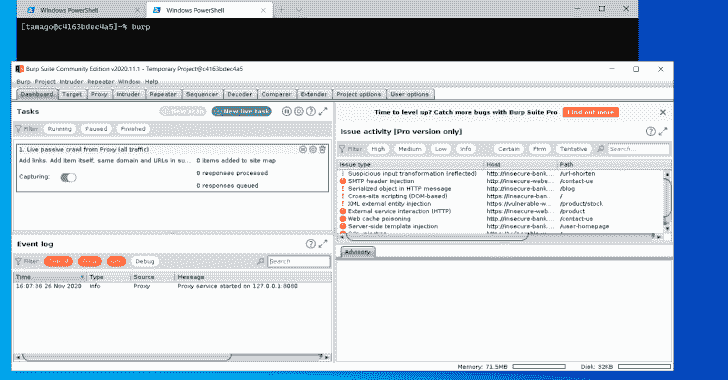 Windows PowerShell
Windows PowerShell
[tamago@c4163bdec4a5]~% burp
Burp Suite Community Edition v2020.11.1 - Temporary Project@c4163bdec4a5
Burp Project Intruder Repeater Window Help
Dashboard Target Proxy Intruder Repeater Sequencer Decoder Comparer Extender Project options User options
Tasks
New scan
New live task
Filter Running Paused Finished
1. Live passive crawl from Proxy (all traffic)
Add links. Add item itself, same domain and URLs in su...
0 items added to site map
Capturing:
0 responses processed
0 responses queued
Event log
Filter
Debug
Search
Time Type Source Message
16:07:36 26 Nov 2020 Info Proxy Proxy service started on 127.0.0.1:8080
Time to level up? Catch more bugs with Burp Suite Pro
Find out more
Issue activity [Pro version only]
Filter High Medium Low Info Certain Firm Tentative Search...
Issue type Host Path
Suspicious input transformation (reflected) http://insecure-bank... /url-shorten
SMTP header injection http://insecure-webs... /contact-us
Serialized object in HTTP message http://insecure-bank... /blog
Cross-site scripting (DOM-based) https://insecure-ban... /
XML external entity injection https://vulnerable-w... /product/stock
External service interaction (HTTP) https://insecure-web... /product
Web cache poisoning http://insecure-bank... /contact-us
Server-side template injection http://insecure-bank... /user-homepage
Advisory
Memory: 71.5MB
Disk: 32KB